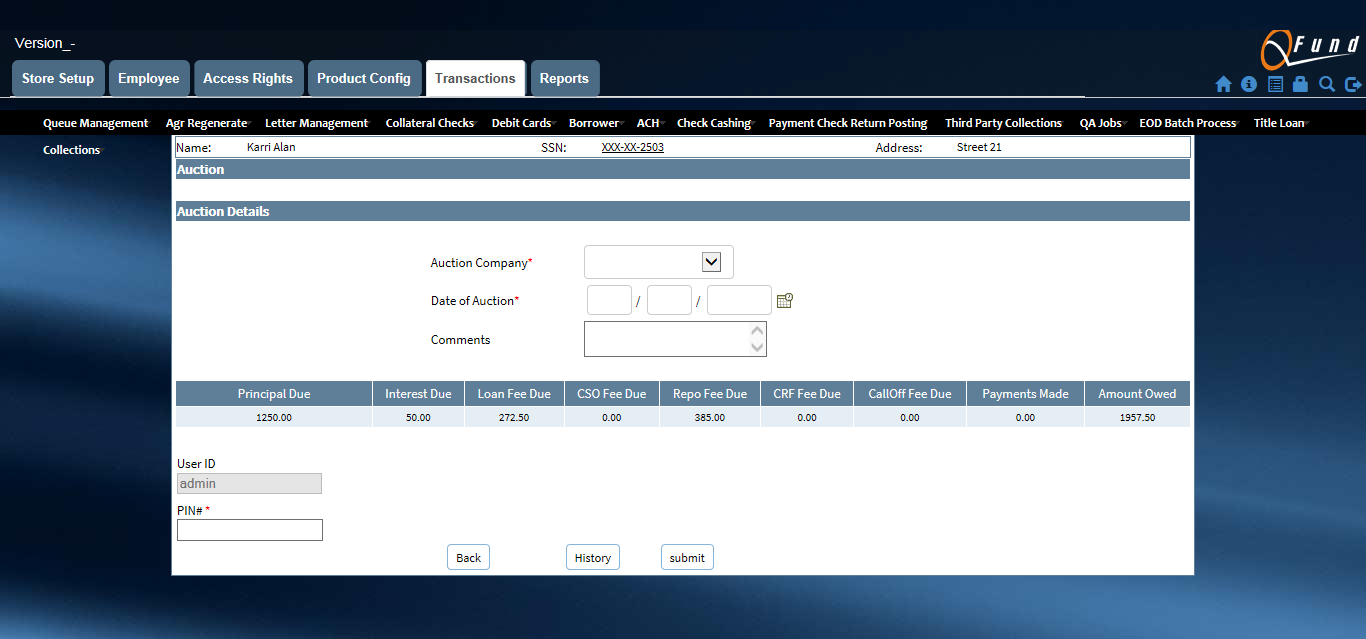 Version_-
QFund
Store Setup Employee Access Rights Product Config Transactions Reports
Queue Management Agr Regenerate Letter Management Collateral Checks Debit Cards Borrower ACH Check Cashing Payment Check Return Posting Third Party Collections QA Jobs EOD Batch Process Title Loan
Collections
Name: Karri Alan SSN: XXX-XX-2503 Address: Street 21
Auction
Auction Details
Auction Company*
Date of Auction* / /
Comments
Principal Due Interest Due Loan Fee Due CSO Fee Due Repo Fee Due CRF Fee Due CallOff Fee Due Payments Made Amount Owed
1250.00 50.00 272.50 0.00 385.00 0.00 0.00 0.00 1957.50
User ID
admin
PIN# *
Back History submit